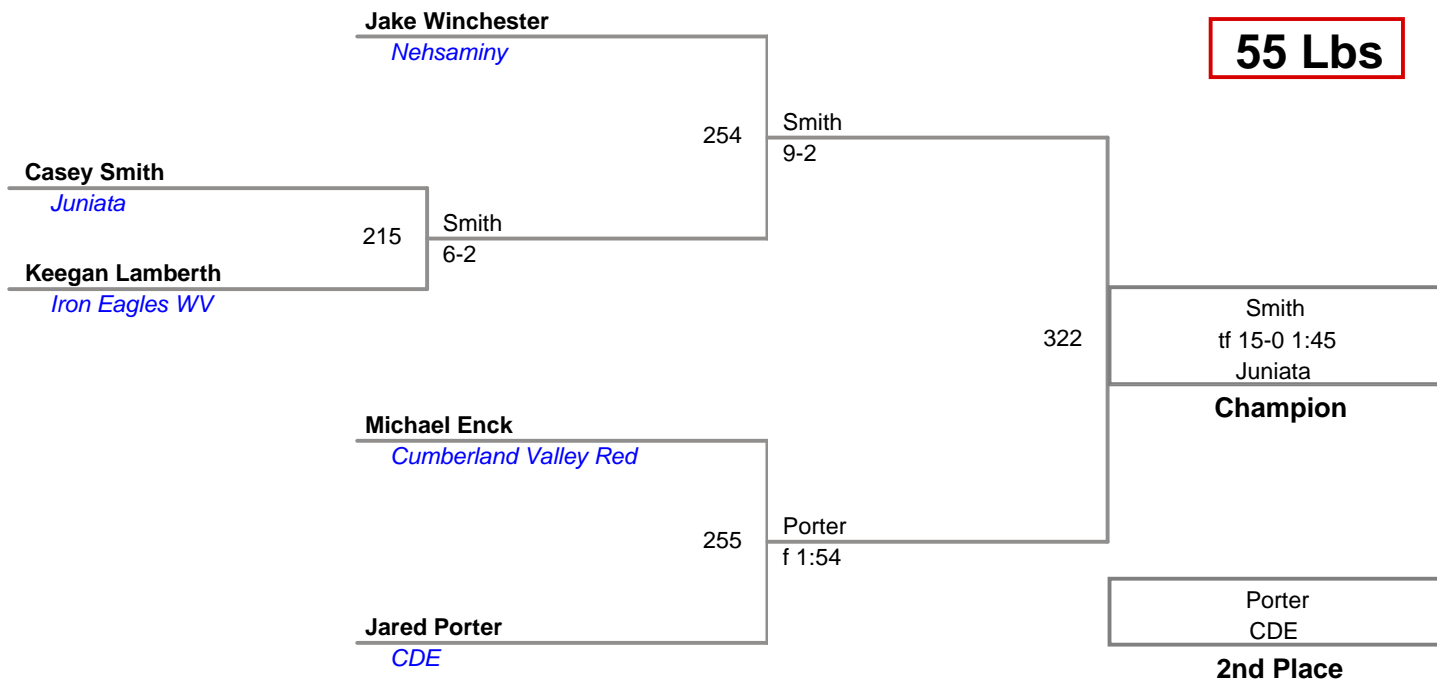 Jake Winchester
Nehsaminy
55 Lbs
254
Smith
9-2
Casey Smith
Juniata
215
Smith
6-2
Keegan Lamberth
Iron Eagles WV
322
Smith
tf 15-0 1:45
Juniata
Champion
Michael Enck
Cumberland Valley Red
255
Porter
f 1:54
Jared Porter
CDE
Porter
CDE
2nd Place